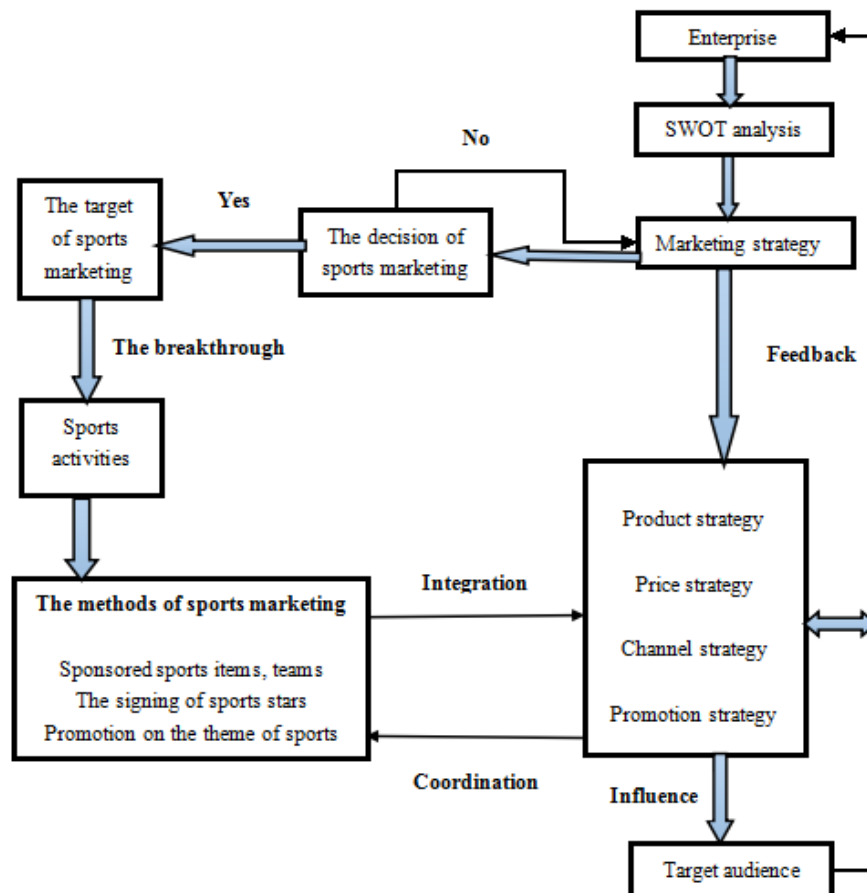 Enterprise
SWOT analysis
No
Yes
The target
of sports
marketing
The decision of
sports marketing
Marketing strategy
The breakthrough
Feedback
Sports
activities
Product strategy
Integration
Price strategy
The methods of sports marketing
Channel strategy
Sponsored sports items, teams
The signing of sports stars
Promotion on the theme of sports
Promotion strategy
Coordination
Influence
Target audience